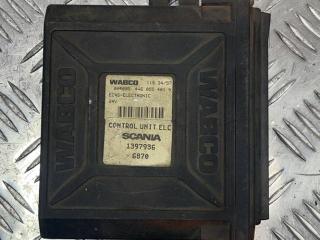 WABCO
WABCO
ECAS-ELECTRONIC
24V
CONTROL UNIT ELC
SCANIA
1397936
6870
WABCO